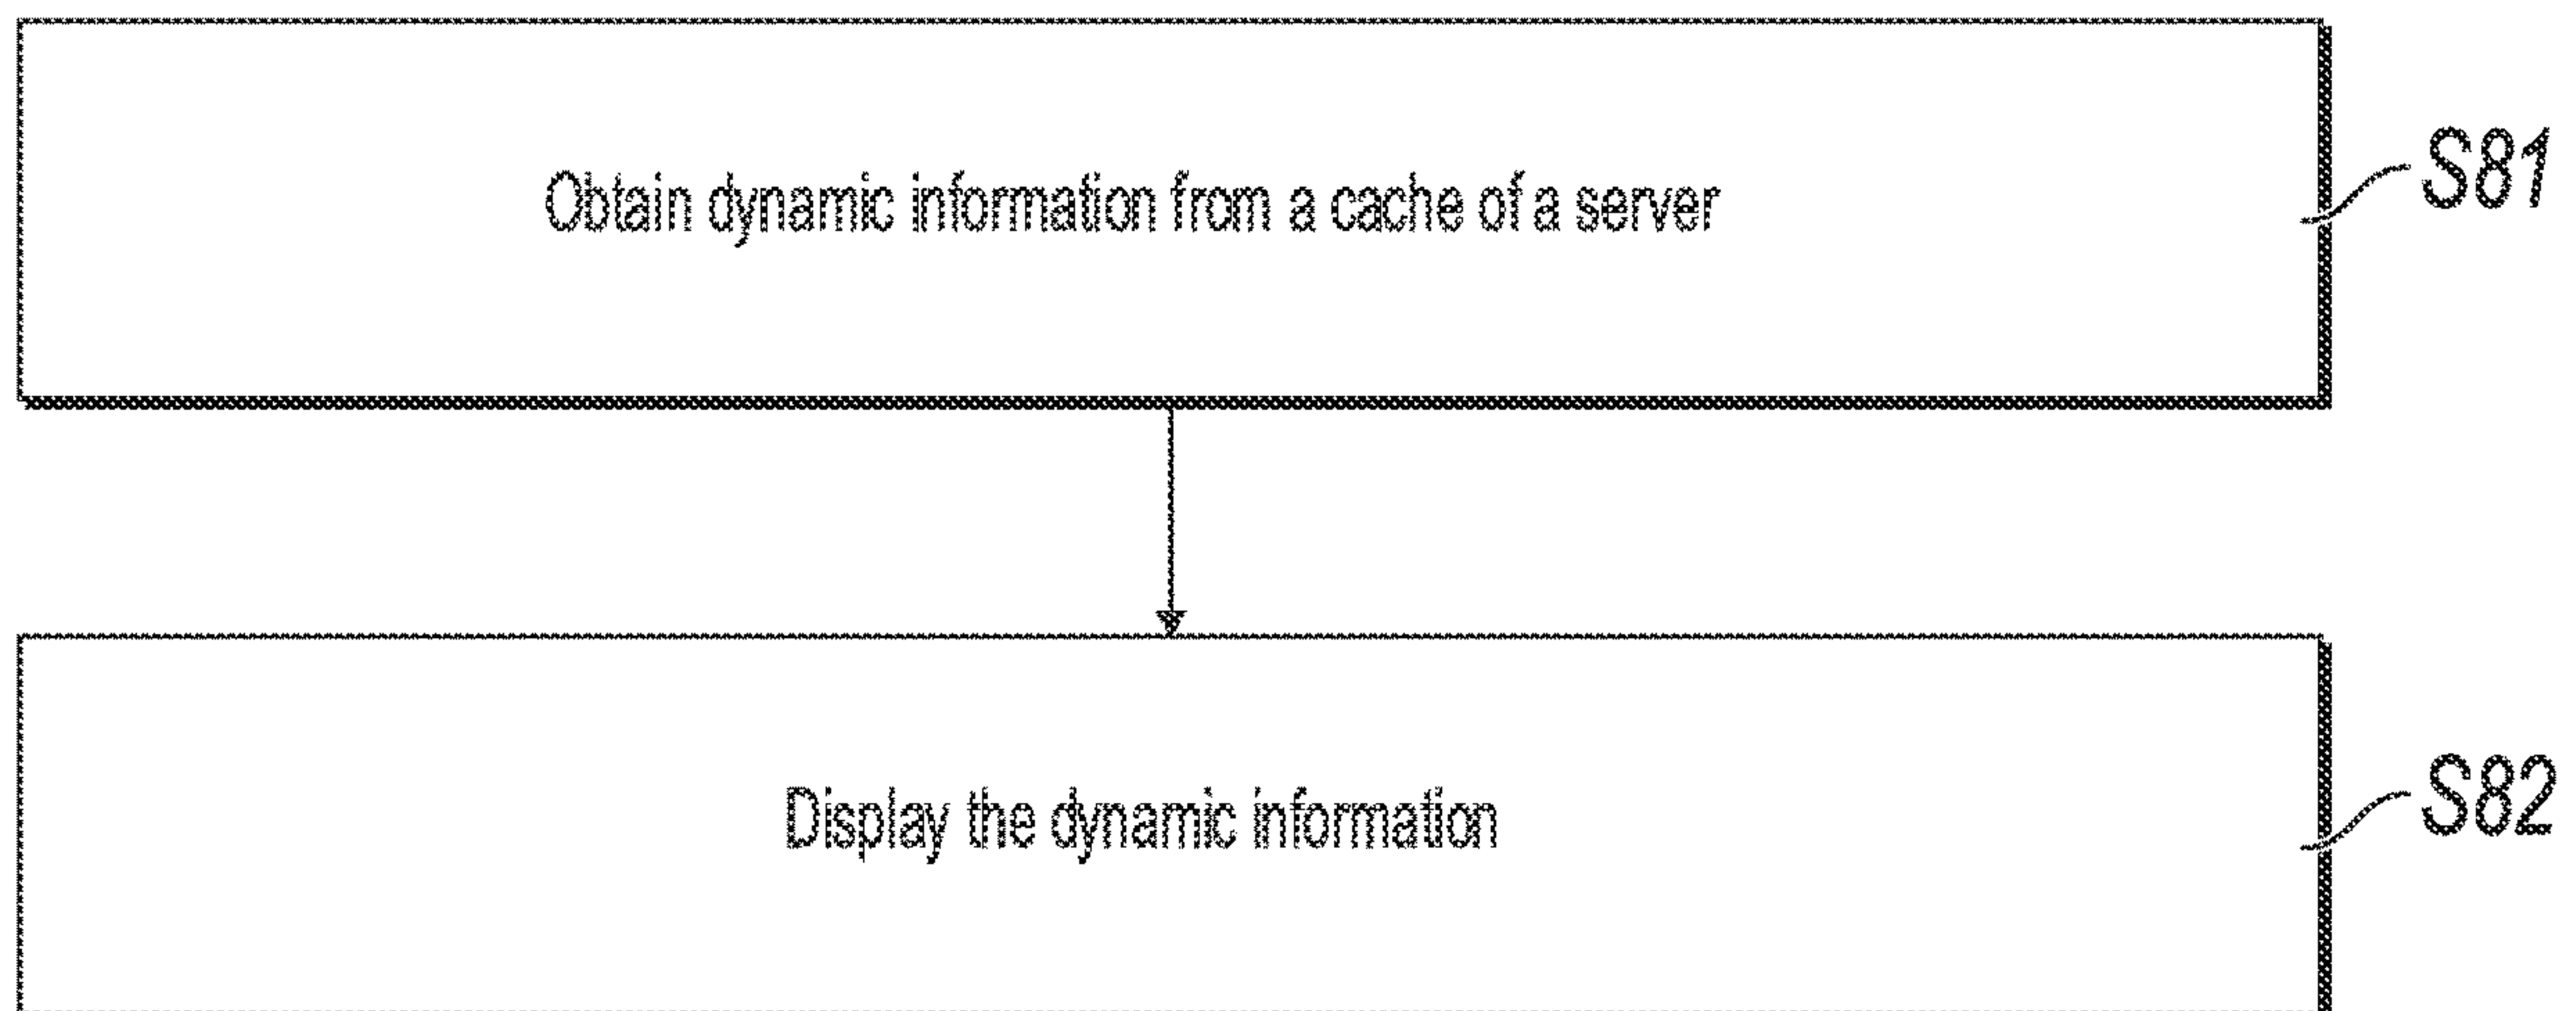 Obtain dynamic information from a cache of a server
S81
Display the dynamic information
S82